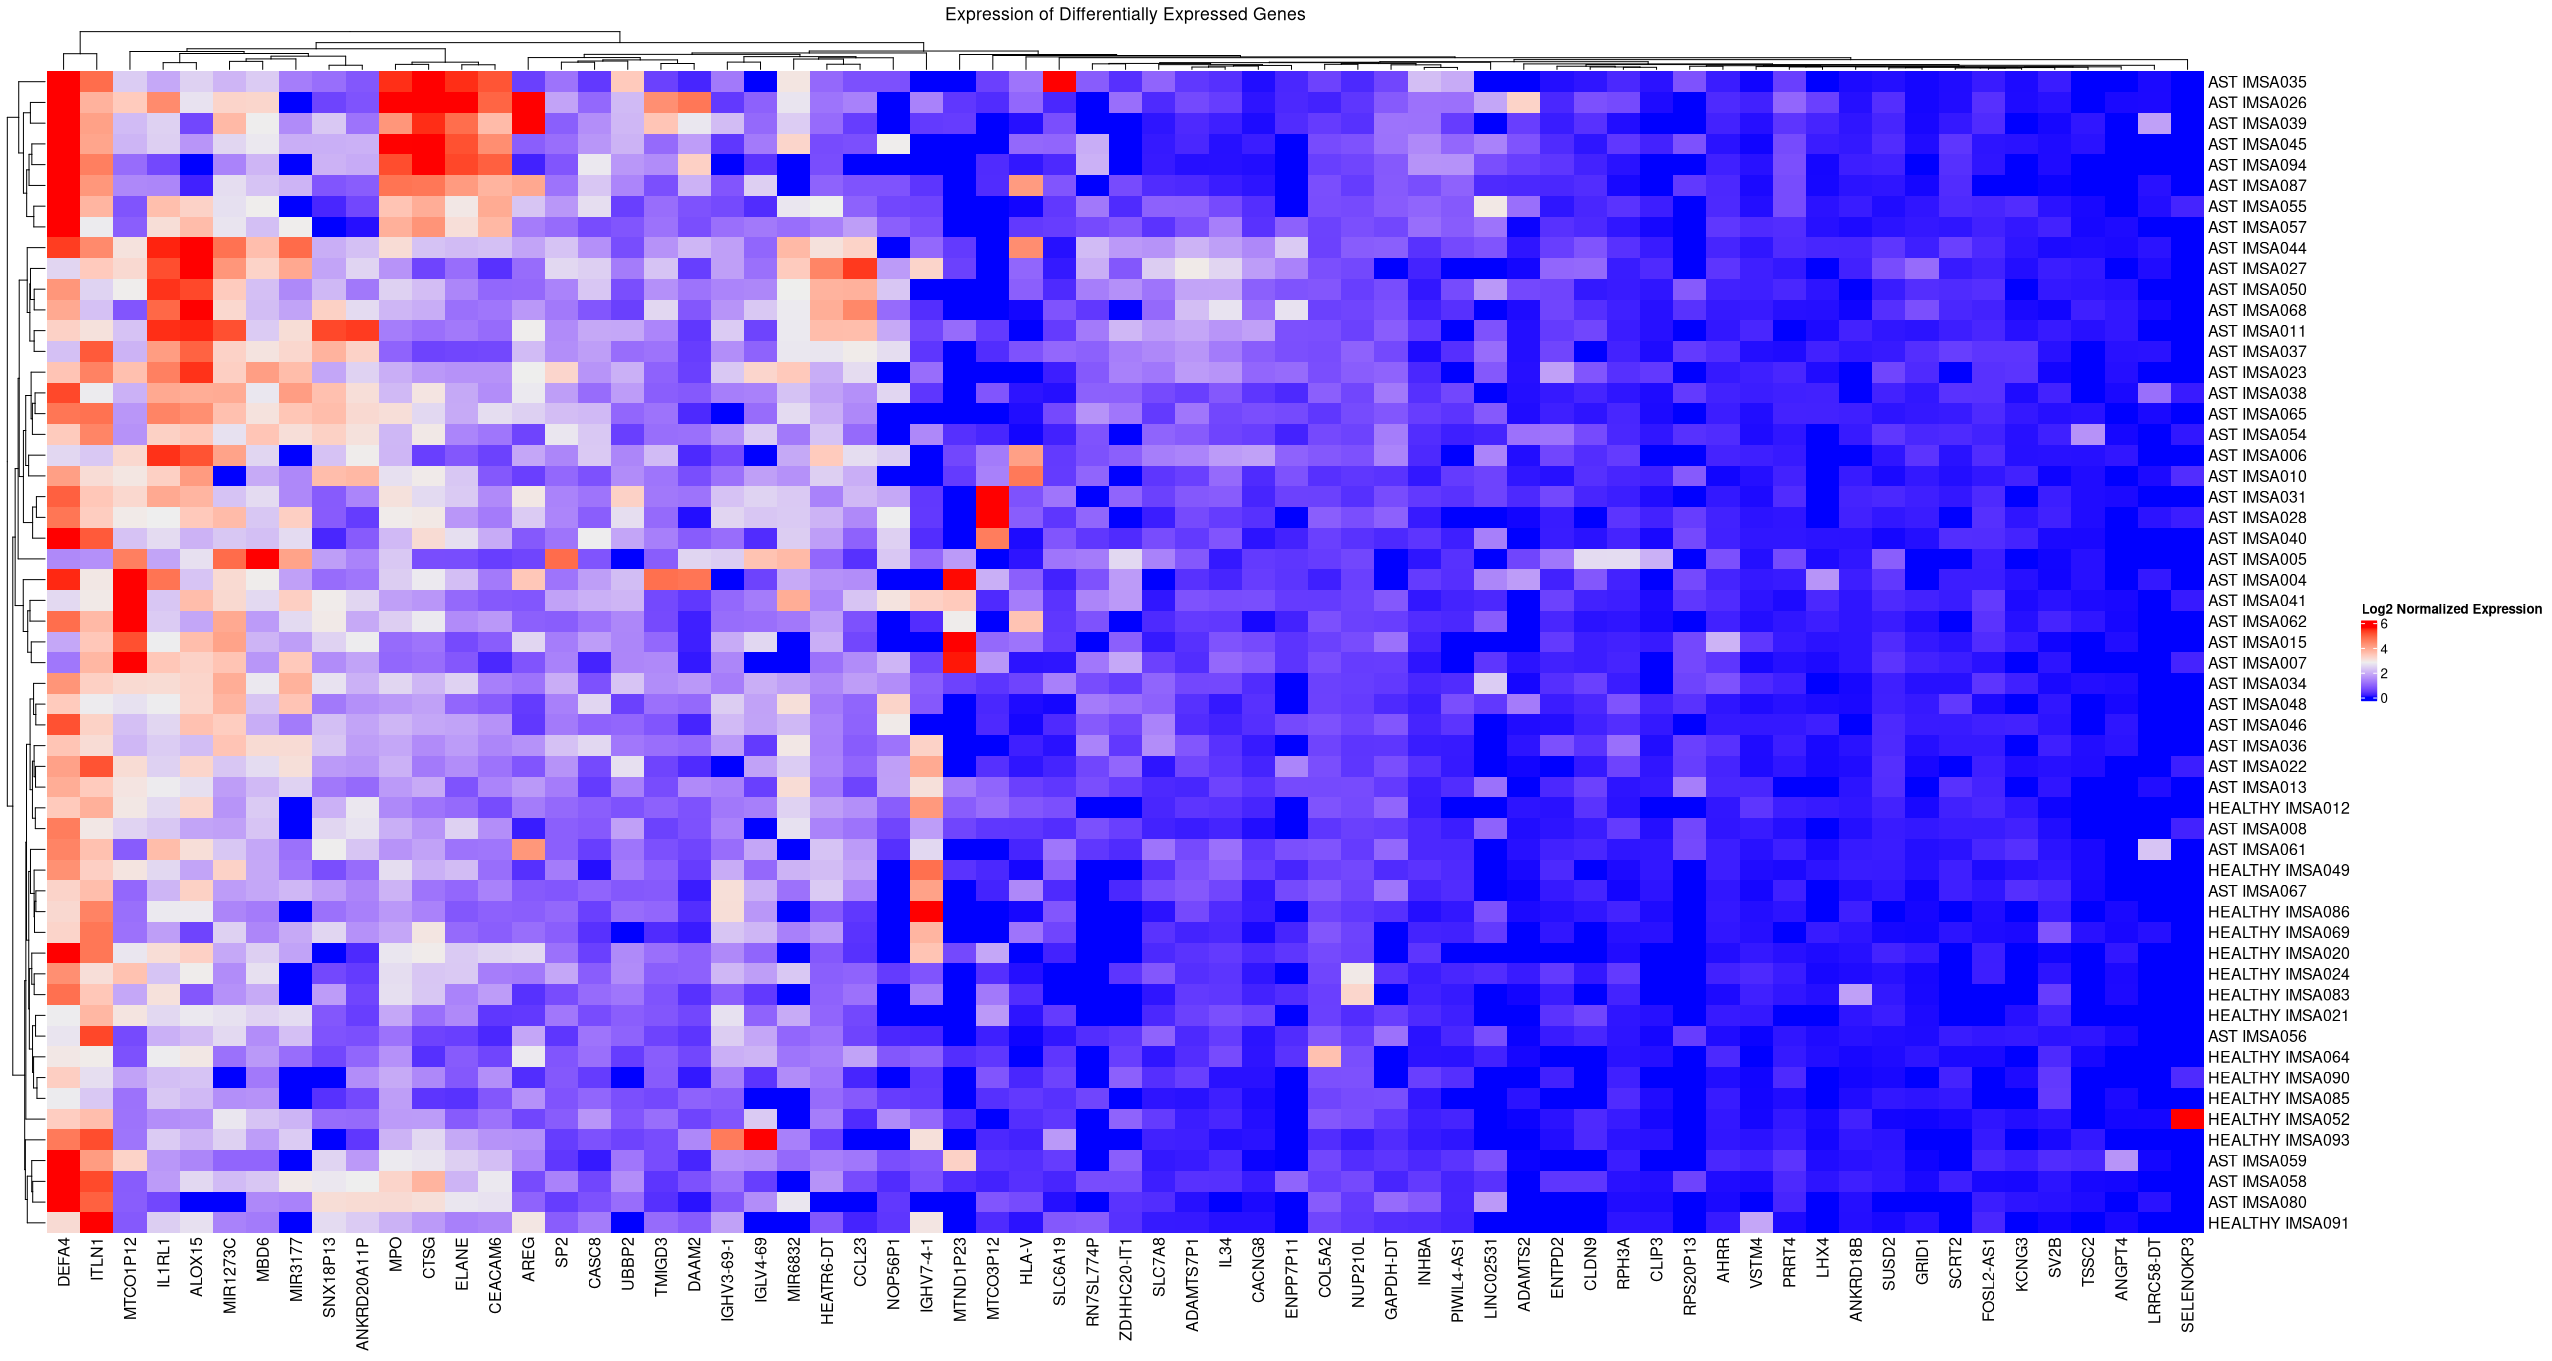 Expression of Differentially Expressed Genes
AST IMSA035
AST IMSA026
AST IMSA039
AST IMSA045
AST IMSA094
AST IMSA087
AST IMSA055
AST IMSA057
AST IMSA044
AST IMSA027
AST IMSA050
AST IMSA068
AST IMSA011
AST IMSA037
AST IMSA023
AST IMSA038
AST IMSA065
AST IMSA054
AST IMSA006
AST IMSA010
AST IMSA031
AST IMSA028
AST IMSA040
AST IMSA005
AST IMSA004
AST IMSA041
AST IMSA062
AST IMSA015
AST IMSA007
AST IMSA034
AST IMSA048
AST IMSA046
AST IMSA036
AST IMSA022
AST IMSA013
HEALTHY IMSA012
AST IMSA008
AST IMSA061
HEALTHY IMSA049
AST IMSA067
HEALTHY IMSA086
HEALTHY IMSA069
HEALTHY IMSA020
HEALTHY IMSA024
HEALTHY IMSA083
HEALTHY IMSA021
AST IMSA056
HEALTHY IMSA064
HEALTHY IMSA090
HEALTHY IMSA085
HEALTHY IMSA052
HEALTHY IMSA093
AST IMSA059
AST IMSA058
AST IMSA080
HEALTHY IMSA091
Log2 Normalized Expression
6
4
2
0
DEFA4
ITLN1
MTCO1P12
IL1RL1
ALOX15
MIR1273C
MBD6
MIR3177
SNX18P13
ANKRD20A11P
MPO
CTSG
ELANE
CEACAM6
AREG
SP2
CASC8
UBBP2
TMIGD3
DAAM2
IGHV3-69-1
IGLV4-69
MIR6832
HEATR6-DT
CCL23
NOP56P1
IGHV7-4-1
MTND1P23
MTCO3P12
HLA-V
SLC6A19
RN7SL774P
ZDHHC20-IT1
SLC7A8
ADAMTS7P1
IL34
CACNG8
ENPP7P11
COL5A2
NUP210L
GAPDH-DT
INHBA
PIWIL4-AS1
LINC02531
ADAMTS2
ENTPD2
CLDN9
RPH3A
CLIP3
RPS20P13
AHRR
VSTM4
PRRT4
LHX4
ANKRD18B
SUSD2
GRID1
SCRT2
FOSL2-AS1
KCNG3
SV2B
TSSC2
ANGPT4
LRRC58-DT
SELENOKP3